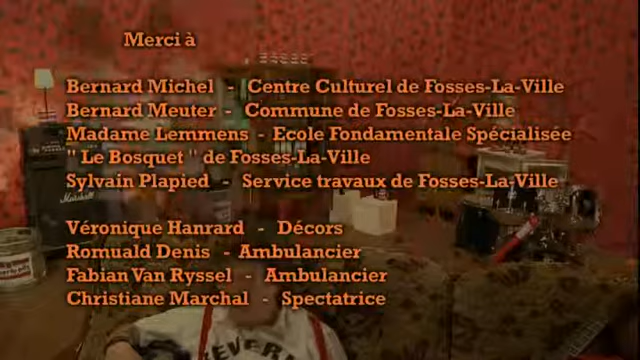 Merci à
Bernard Michel - Centre Culturel de Fosses-La-Ville
Bernard Meuter - Commune de Fosses-La-Ville
Madame Lemmens - Ecole Fondamentale Spécialisée
" Le Bosquet " de Fosses-La-Ville
Sylvain Plapied - Service travaux de Fosses-La-Ville
Marshall
Véronique Hanrard - Décors
Romuald Denis - Ambulancier
Fabian Van Ryssel - Ambulancier
Christiane Marchal - Spectatrice